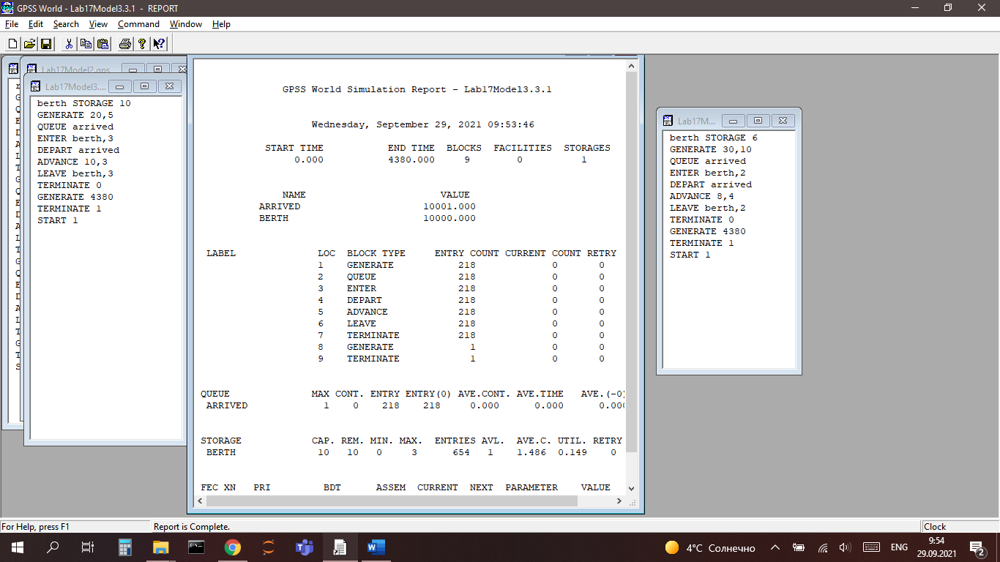 GPSS World - Lab17Model3.3.1 - REPORT
File Edit Search View Command Window Help
Lab17Model2.gps
Lab17Model3....
berth STORAGE 10
GENERATE 20,5
QUEUE arrived
ENTER berth,3
DEPART arrived
ADVANCE 10,3
LEAVE berth,3
TERMINATE 0
GENERATE 4380
TERMINATE 1
START 1
GPSS World Simulation Report - Lab17Model3.3.1
Wednesday, September 29, 2021 09:53:46
START TIME END TIME BLOCKS FACILITIES STORAGES
0.000 4380.000 9 0 1
NAME VALUE
ARRIVED 10001.000
BERTH 10000.000
LABEL LOC BLOCK TYPE ENTRY COUNT CURRENT COUNT RETRY
1 GENERATE 218 0 0
2 QUEUE 218 0 0
3 ENTER 218 0 0
4 DEPART 218 0 0
5 ADVANCE 218 0 0
6 LEAVE 218 0 0
7 TERMINATE 218 0 0
8 GENERATE 1 0 0
9 TERMINATE 1 0 0
QUEUE MAX CONT. ENTRY ENTRY(0) AVE.CONT. AVE.TIME AVE.(-0)
ARRIVED 1 0 218 218 0.000 0.000 0.000
STORAGE CAP. REM. MIN. MAX. ENTRIES AVL. AVE.C. UTIL. RETRY
BERTH 10 10 0 3 654 1 1.486 0.149 0
FEC XN PRI BDT ASSEM CURRENT NEXT PARAMETER VALUE
Lab17M...
berth STORAGE 6
GENERATE 30,10
QUEUE arrived
ENTER berth,2
DEPART arrived
ADVANCE 8,4
LEAVE berth,2
TERMINATE 0
GENERATE 4380
TERMINATE 1
START 1
For Help, press F1 Report is Complete. Clock
4°C Солнечно ENG 9:54
29.09.2021 2